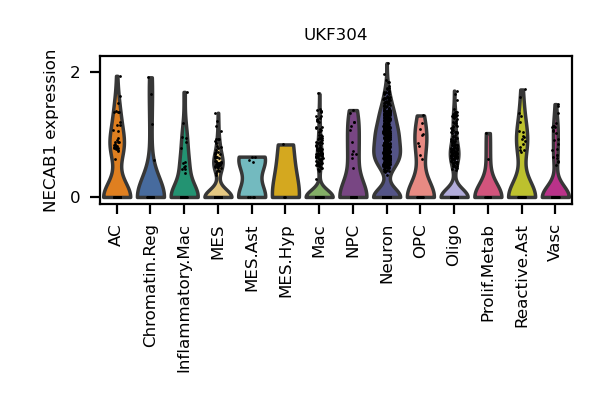 UKF304
NECAB1 expression
2
0
AC
Chromatin.Reg
Inflammatory.Mac
MES
MES.Ast
MES.Hyp
Mac
NPC
Neuron
OPC
Oligo
Prolif.Metab
Reactive.Ast
Vasc